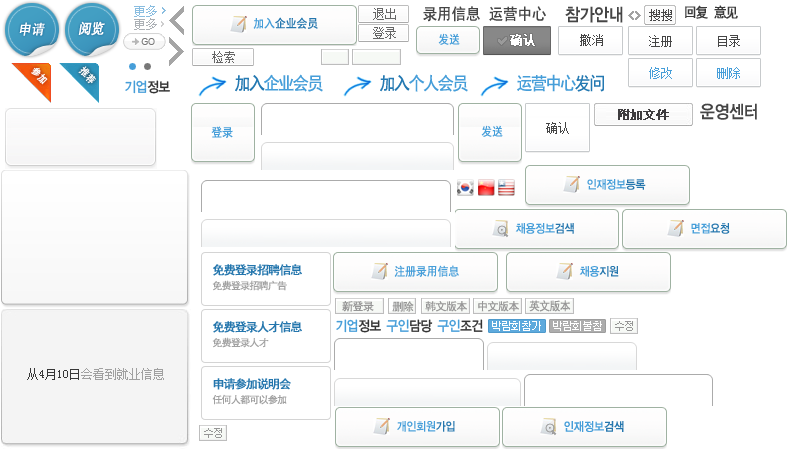 申请
阅览
更多
更多
GO
参加
推荐
기업정보
加入企业会员
退出
登录
检索
录用信息
运营中心
参加안내
搜搜
回复
意见
发送
确认
撤消
注册
目录
修改
删除
加入企业会员
加入个人会员
运营中心发问
登录
发送
确认
附加文件
운영센터
인재정보등록
채용정보검색
면접요청
免费登录招聘信息
免费登录招聘广告
注册录用信息
채용지원
新登录
删除
韩文版本
中文版本
英文版本
免费登录人才信息
免费登录人才
기업정보
구인담당
구인조건
박람회참가
박람회불참
수정
从4月10日会看到就业信息
申请参加说明会
任何人都可以参加
수정
개인회원가입
인재정보검색